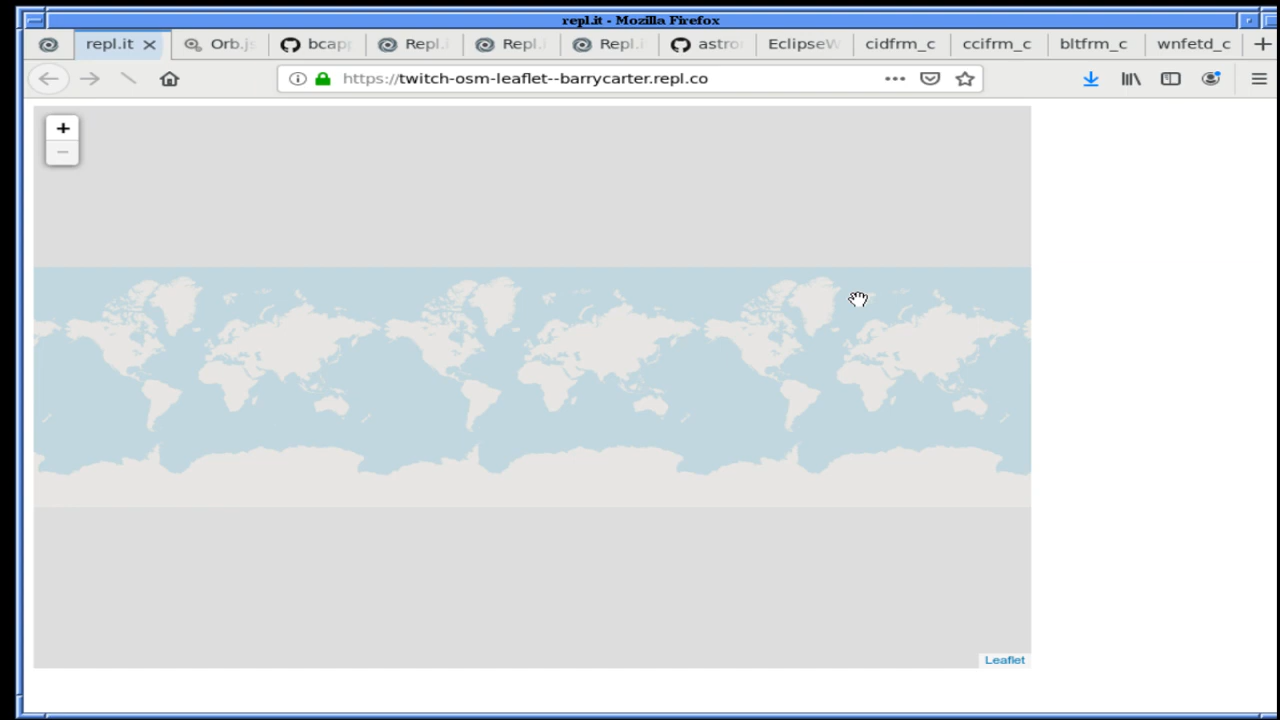 repl.it - Mozilla Firefox
repl.it Orb.js bcap Repl.i Repl.i Repl.i astro EclipseW cidfrm_c ccifrm_c bltfrm_c wnfetd_c
https://twitch-osm-leaflet--barrycarter.repl.co
+
−
Leaflet